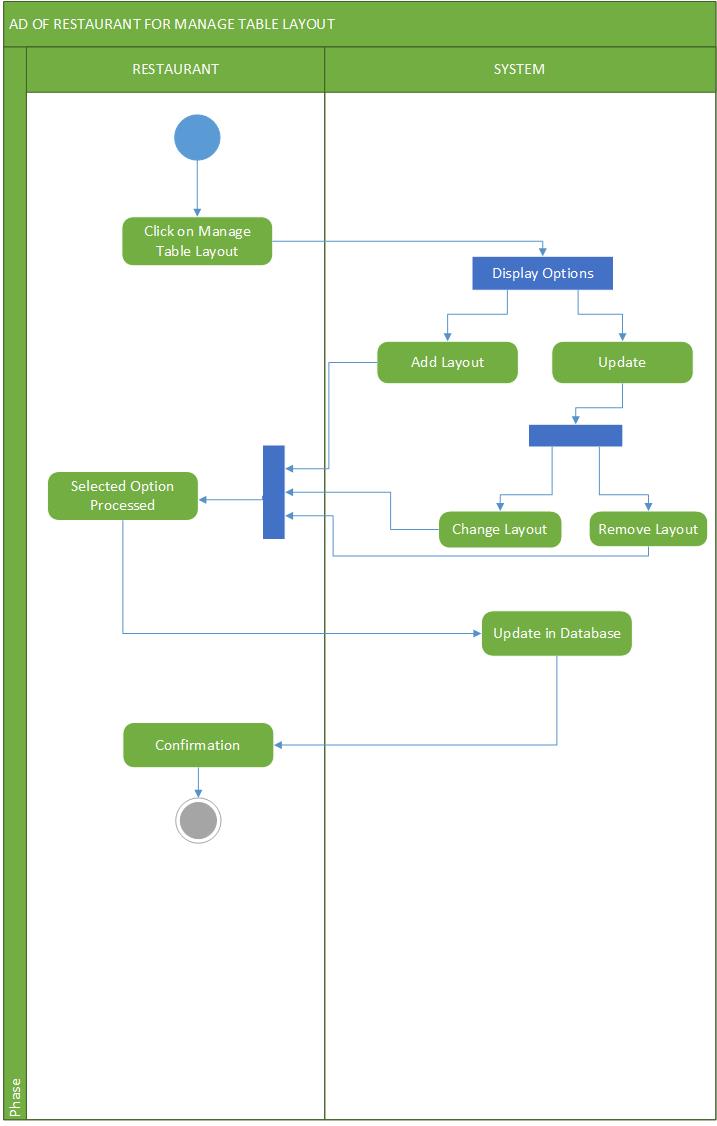 AD OF RESTAURANT FOR MANAGE TABLE LAYOUT
RESTAURANT
SYSTEM
Click on Manage
Table Layout
Display Options
Add Layout
Update
Selected Option
Processed
Change Layout
Remove Layout
Update in Database
Confirmation
Phase